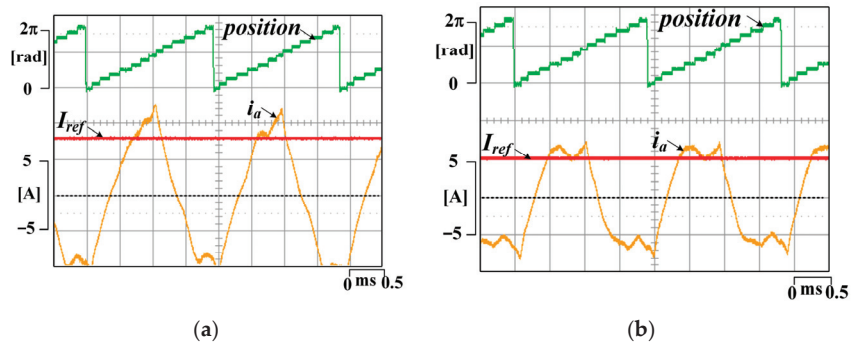 2π
[rad]
0
position
I_ref
i_a
5
[A]
−5
0 ms 0.5
(a)
2π
[rad]
0
position
I_ref
i_a
5
[A]
−5
0 ms 0.5
(b)